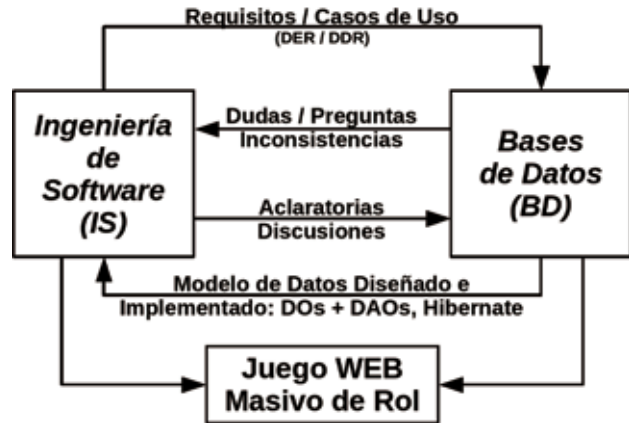 Requisitos / Casos de Uso
(DER / DDR)
Ingeniería
de
Software
(IS)
Dudas / Preguntas
Inconsistencias
Bases
de Datos
(BD)
Aclaratorias
Discusiones
Modelo de Datos Diseñado e
Implementado: DOs + DAOs, Hibernate
Juego WEB
Masivo de Rol